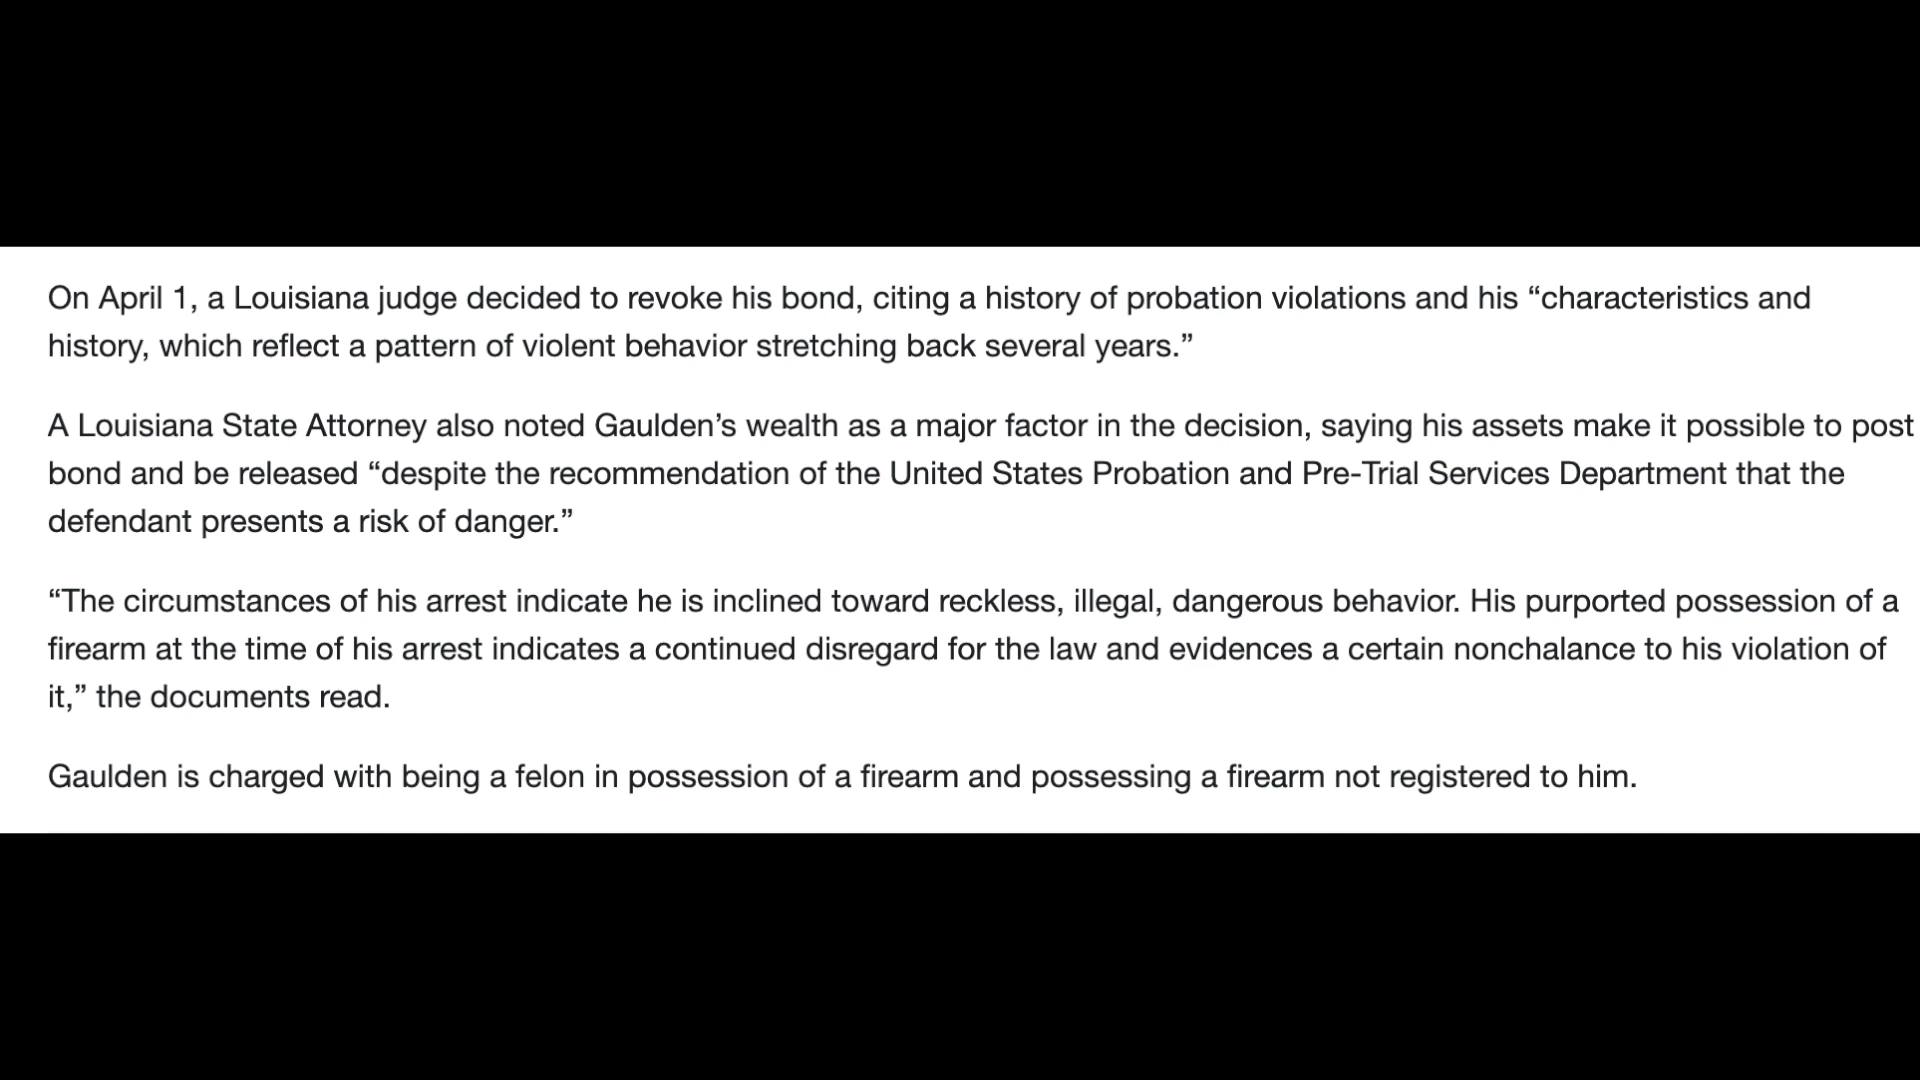 On April 1, a Louisiana judge decided to revoke his bond, citing a history of probation violations and his “characteristics and
history, which reflect a pattern of violent behavior stretching back several years.”
A Louisiana State Attorney also noted Gaulden’s wealth as a major factor in the decision, saying his assets make it possible to post
bond and be released “despite the recommendation of the United States Probation and Pre-Trial Services Department that the
defendant presents a risk of danger.”
“The circumstances of his arrest indicate he is inclined toward reckless, illegal, dangerous behavior. His purported possession of a
firearm at the time of his arrest indicates a continued disregard for the law and evidences a certain nonchalance to his violation of
it,” the documents read.
Gaulden is charged with being a felon in possession of a firearm and possessing a firearm not registered to him.